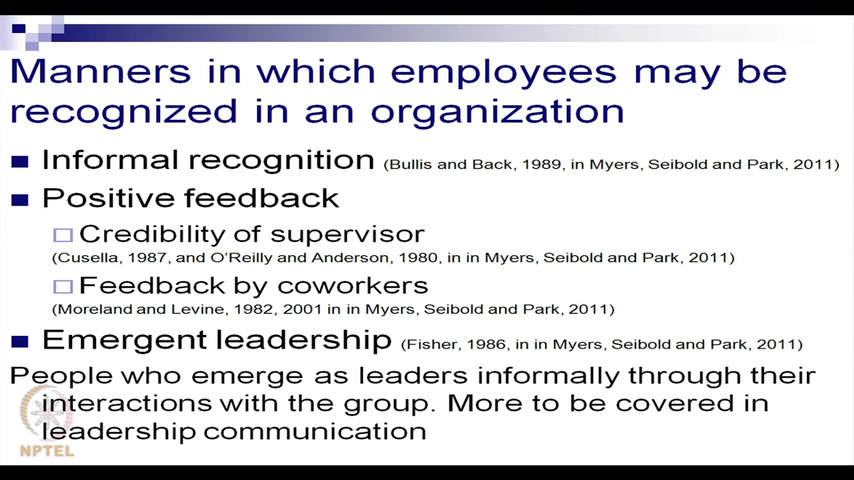 Manners in which employees may be
recognized in an organization
Informal recognition (Bullis and Back, 1989, in Myers, Seibold and Park, 2011)
Positive feedback
Credibility of supervisor
(Cusella, 1987, and O'Reilly and Anderson, 1980, in in Myers, Seibold and Park, 2011)
Feedback by coworkers
(Moreland and Levine, 1982, 2001 in in Myers, Seibold and Park, 2011)
Emergent leadership (Fisher, 1986, in in Myers, Seibold and Park, 2011)
People who emerge as leaders informally through their
interactions with the group. More to be covered in
leadership communication
NPTEL